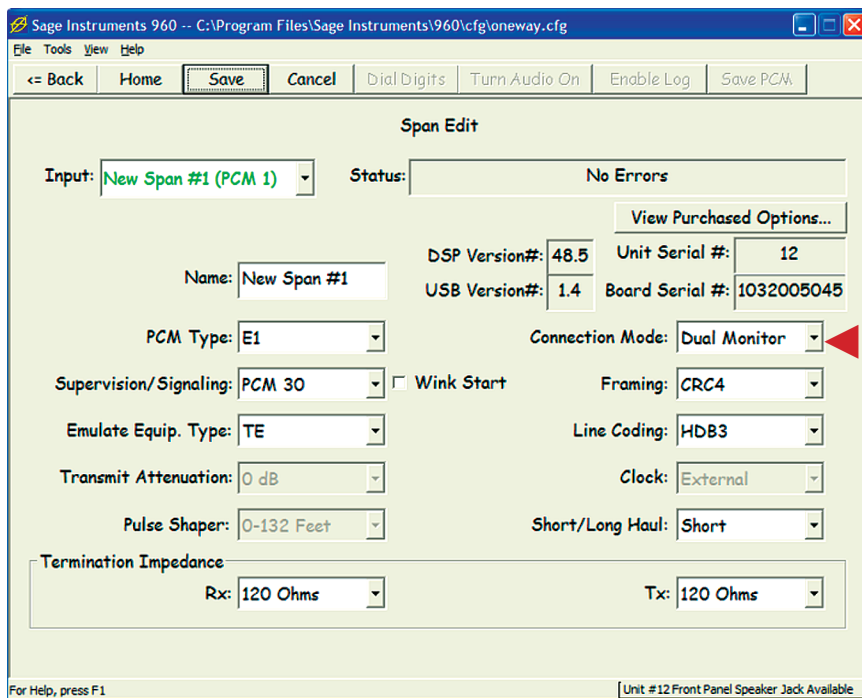 Sage Instruments 960 -- C:\Program Files\Sage Instruments\960\cfg\oneway.cfg
File Tools View Help
<= Back Home Save Cancel Dial Digits Turn Audio On Enable Log Save PCM
Span Edit
Input: New Span #1 (PCM 1) Status: No Errors
View Purchased Options...
DSP Version#: 48.5 Unit Serial #: 12
Name: New Span #1
USB Version#: 1.4 Board Serial #: 1032005045
PCM Type: E1 Connection Mode: Dual Monitor
Supervision/Signaling: PCM 30 Wink Start Framing: CRC4
Emulate Equip. Type: TE Line Coding: HDB3
Transmit Attenuation: 0 dB Clock: External
Pulse Shaper: 0-132 Feet Short/Long Haul: Short
Termination Impedance
Rx: 120 Ohms Tx: 120 Ohms
For Help, press F1 Unit #12 Front Panel Speaker Jack Available